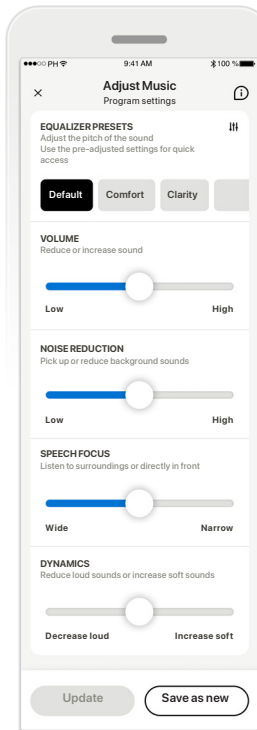 PH 9:41 AM 100 %
Adjust Music
Program settings
EQUALIZER PRESETS
Adjust the pitch of the sound
Use the pre-adjusted settings for quick
access
Default Comfort Clarity
VOLUME
Reduce or increase sound
Low High
NOISE REDUCTION
Pick up or reduce background sounds
Low High
SPEECH FOCUS
Listen to surroundings or directly in front
Wide Narrow
DYNAMICS
Reduce loud sounds or increase soft sounds
Decrease loud Increase soft
Update Save as new